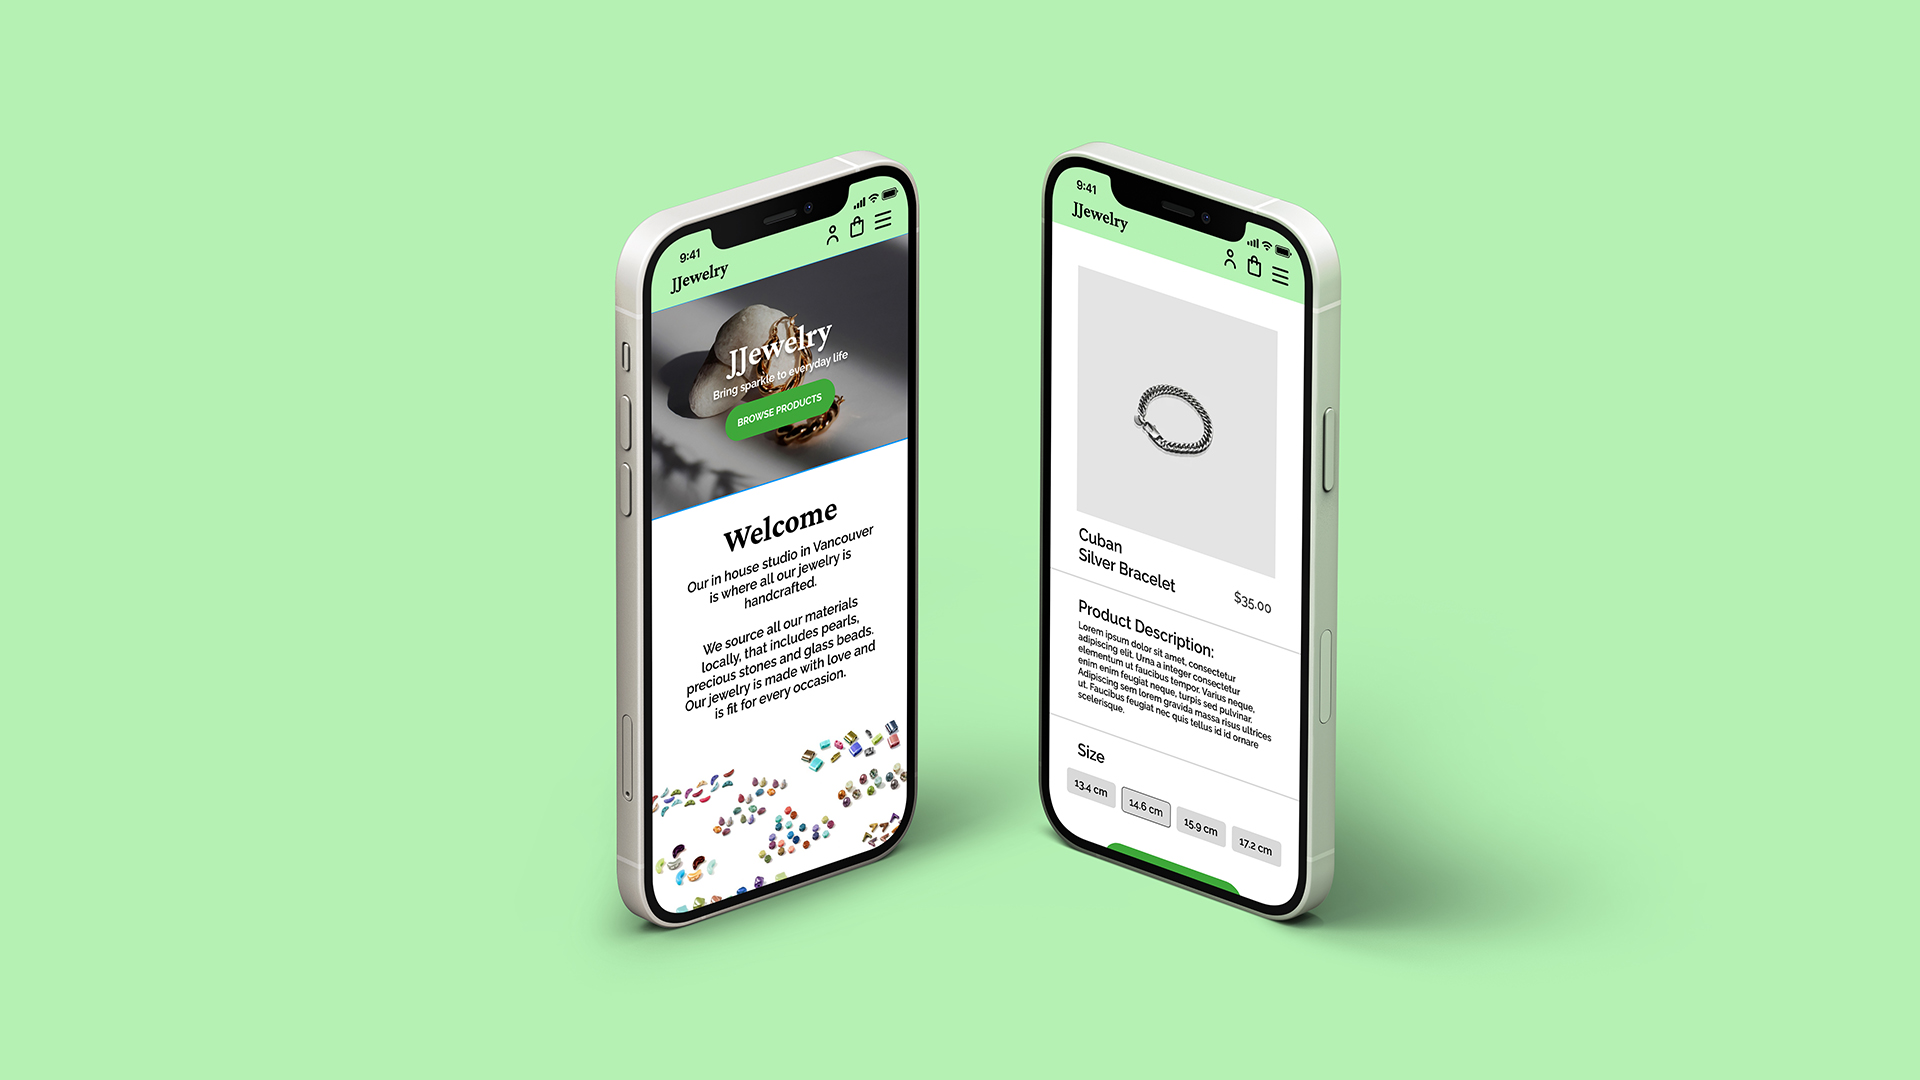 9:41
JJewelry
JJewelry
Bring sparkle to everyday life
BROWSE PRODUCTS
Welcome
Our in house studio in Vancouver
is where all our jewelry is
handcrafted.
We source all our materials
locally, that includes pearls,
precious stones and glass beads.
Our jewelry is made with love and
is fit for every occasion.
9:41
JJewelry
Cuban
Silver Bracelet
$35.00
Product Description:
Lorem ipsum dolor sit amet, consectetur
adipiscing elit. Urna a integer consectetur
elementum ut faucibus tempor. Varius neque,
enim enim feugiat neque, turpis sed pulvinar.
Adipiscing sem lorem gravida massa risus ultrices
ut. Faucibus feugiat nec quis tellus id id ornare
scelerisque.
Size
13.4 cm
14.6 cm
15.9 cm
17.2 cm